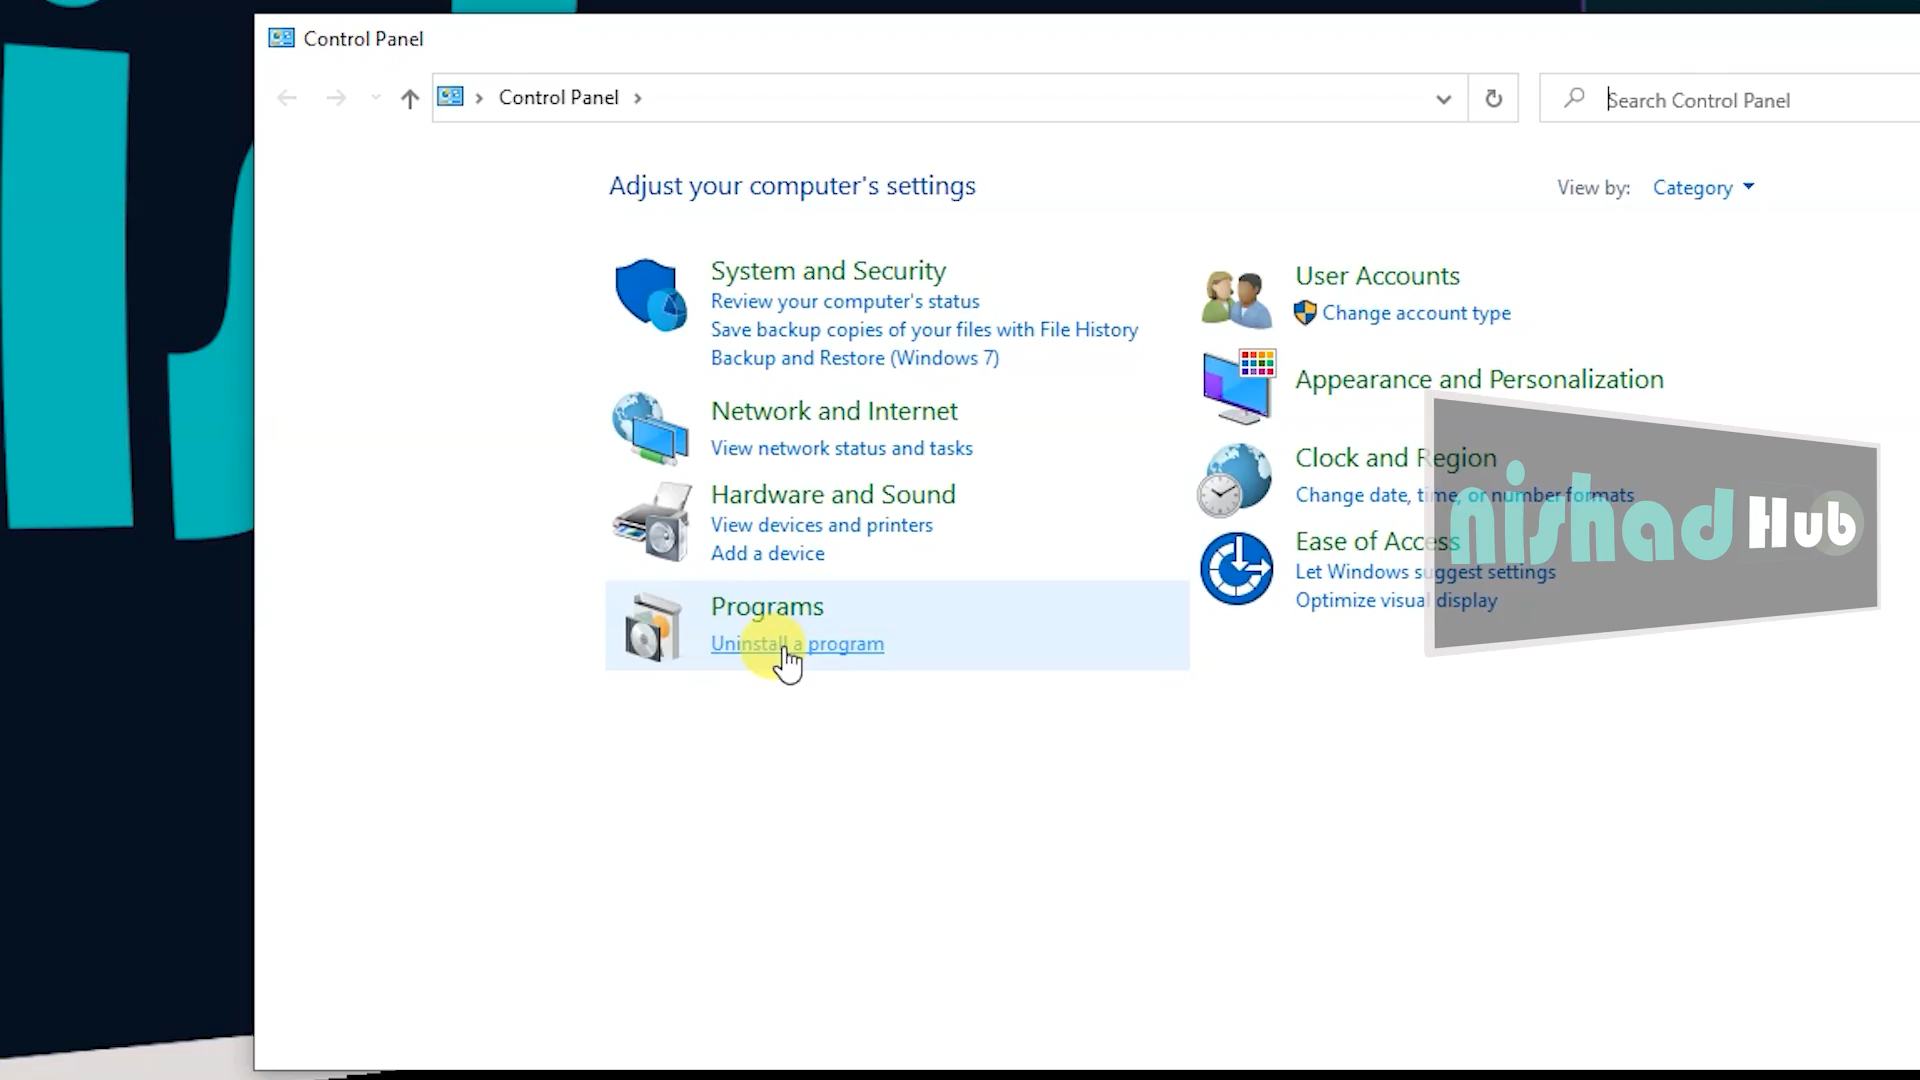 Control Panel
Control Panel
Search Control Panel
Adjust your computer's settings
View by: Category
System and Security
Review your computer's status
Save backup copies of your files with File History
Backup and Restore (Windows 7)
Network and Internet
View network status and tasks
Hardware and Sound
View devices and printers
Add a device
Programs
Uninstall a program
User Accounts
Change account type
Appearance and Personalization
Clock and Region
Change date, time, or number formats
Ease of Access
Let Windows suggest settings
Optimize visual display
nishad Hub